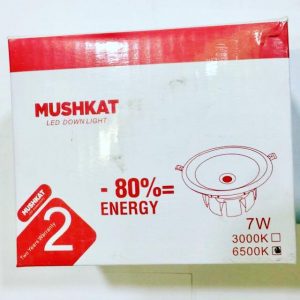 MUSHKAT
LED DOWN LIGHT
- 80%=
ENERGY
MUSHKAT
2
Two Years Warranty
7W
3000K
6500K